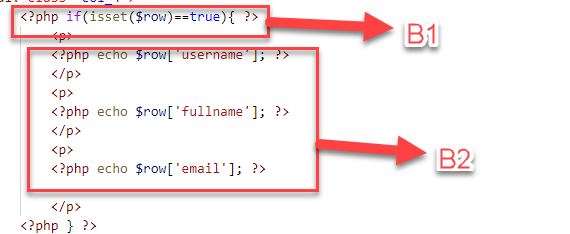 <?php if(isset($row)==true){ ?>
B1
<p>
<?php echo $row['username']; ?>
</p>
<p>
<?php echo $row['fullname']; ?>
</p>
<p>
B2
<?php echo $row['email']; ?>
</p>
<?php } ?>